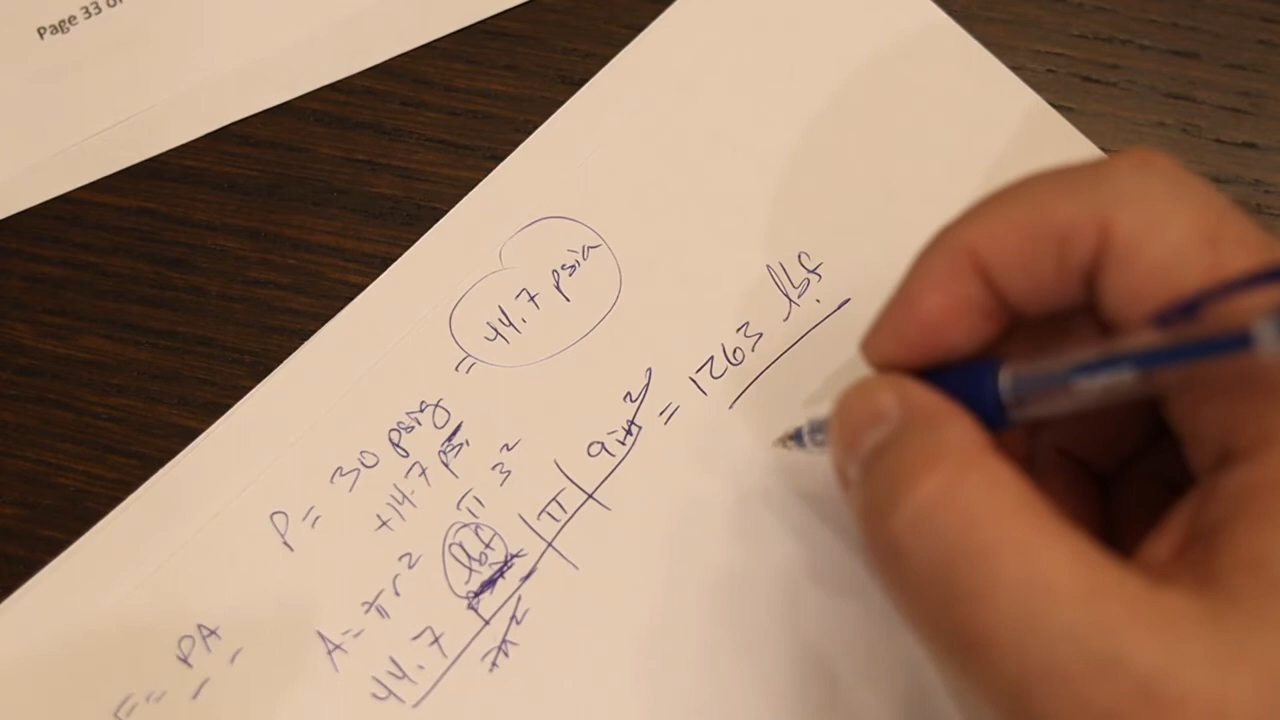 Page 33 of
P = 30 psig
+14.7 psi
= 44.7 psia
A = πr² π 3²
44.7 lbf | π | 9 in² = 1263 lbf
in²
= PA